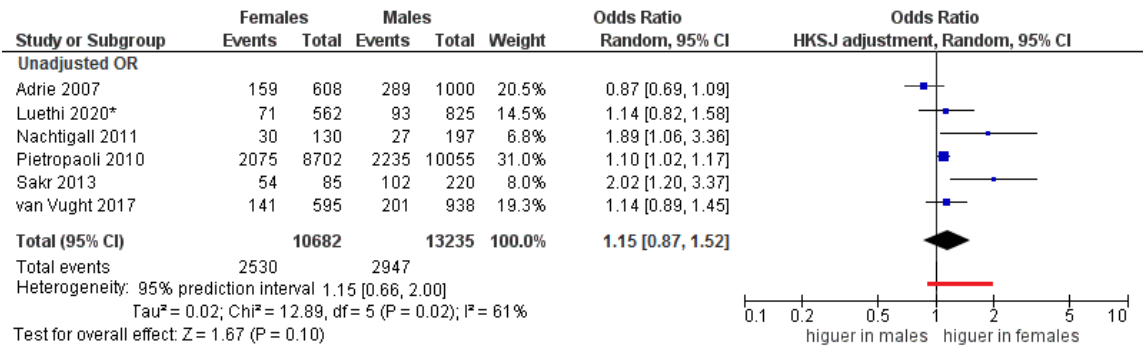 Females Males Odds Ratio Odds Ratio
Study or Subgroup Events Total Events Total Weight Random, 95% CI HKSJ adjustment, Random, 95% CI
Unadjusted OR
Adrie 2007 159 608 289 1000 20.5% 0.87 [0.69, 1.09]
Luethi 2020* 71 562 93 825 14.5% 1.14 [0.82, 1.58]
Nachtigall 2011 30 130 27 197 6.8% 1.89 [1.06, 3.36]
Pietropaoli 2010 2075 8702 2235 10055 31.0% 1.10 [1.02, 1.17]
Sakr 2013 54 85 102 220 8.0% 2.02 [1.20, 3.37]
van Vught 2017 141 595 201 938 19.3% 1.14 [0.89, 1.45]
Total (95% CI) 10682 13235 100.0% 1.15 [0.87, 1.52]
Total events 2530 2947
Heterogeneity: 95% prediction interval 1.15 [0.66, 2.00]
Tau² = 0.02; Chi² = 12.89, df = 5 (P = 0.02); I² = 61%
Test for overall effect: Z = 1.67 (P = 0.10)
0.1 0.2 0.5 1 2 5 10
higuer in males higuer in females